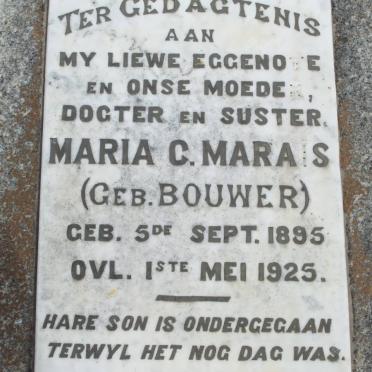 TER GEDAGTENIS
AAN
MY LIEWE EGGENO E
EN ONSE MOEDE ,
DOGTER EN SUSTER.
MARIA C. MARAIS
(GEB. BOUWER)
GEB. 5DE SEPT. 1895
OVL. 1STE MEI 1925.
HARE SON IS ONDERGEGAAN
TERWYL HET NOG DAG WAS.